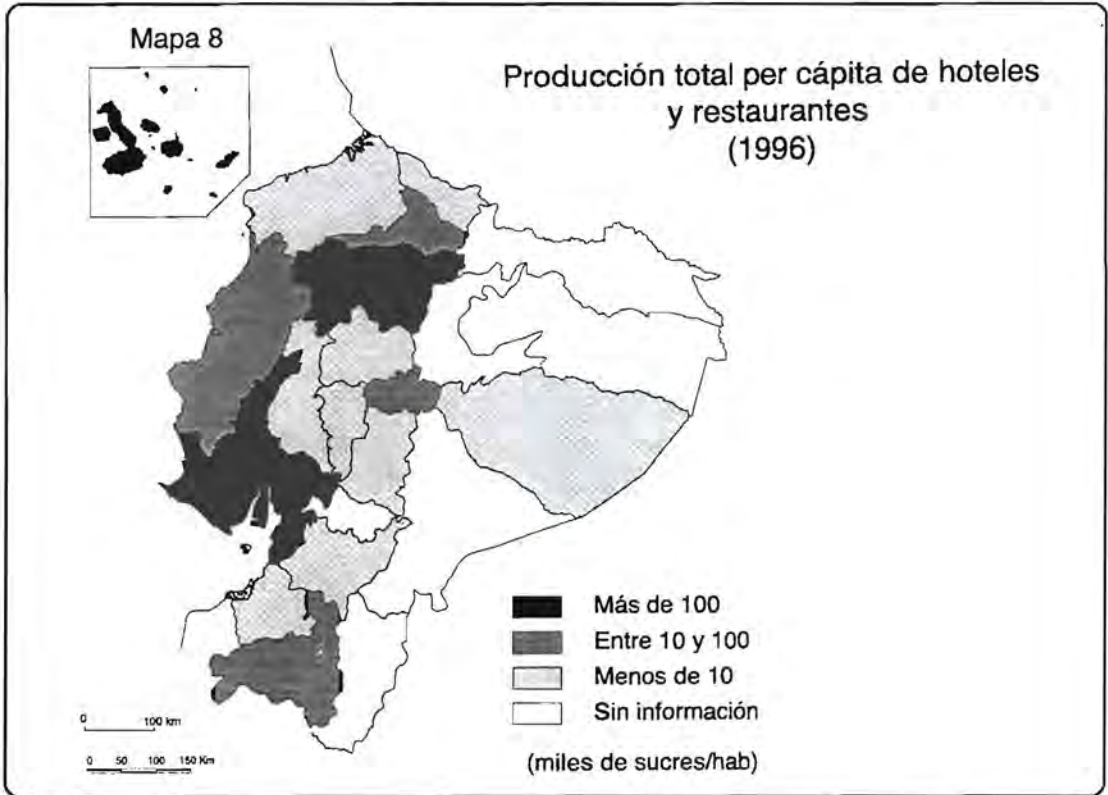 Mapa 8
Producción total per cápita de hoteles
y restaurantes
(1996)
Más de 100
Entre 10 y 100
Menos de 10
Sin información
(miles de sucres/hab)
0 100 km
0 50 100 150 Km